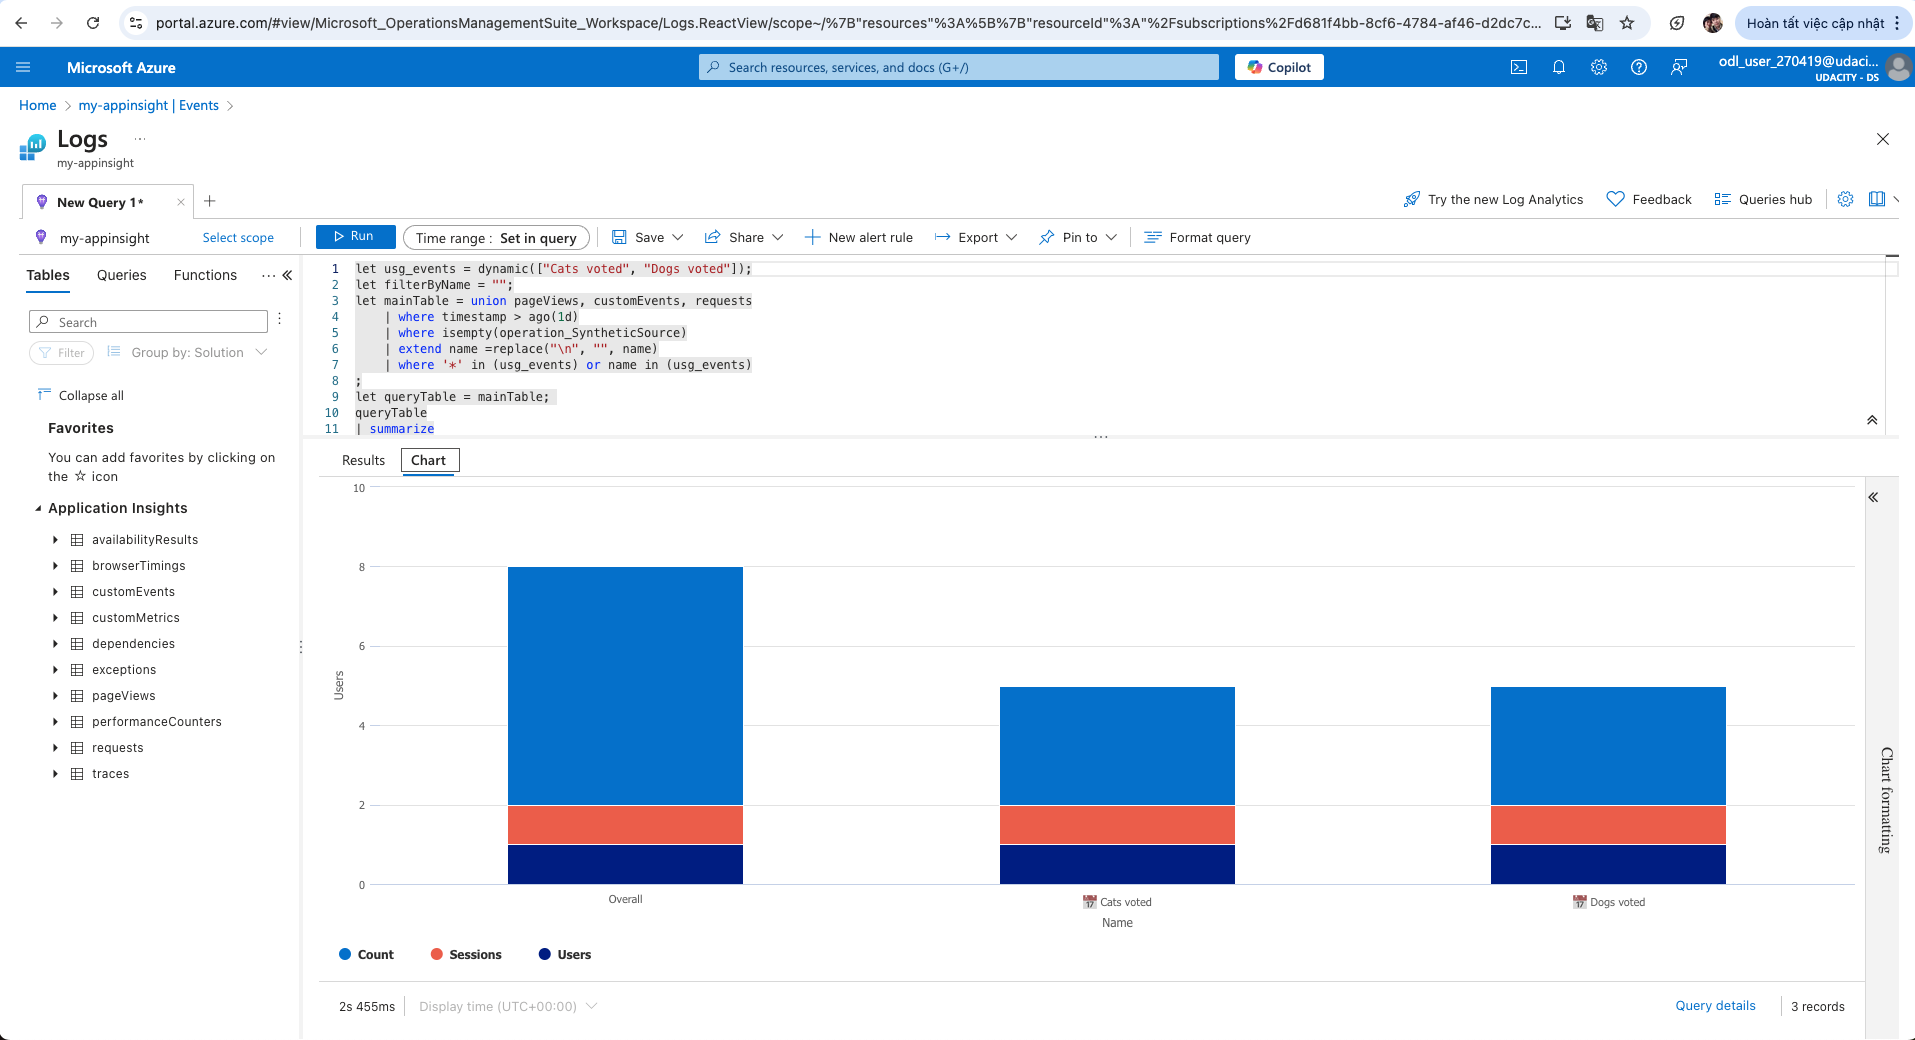 portal.azure.com/#view/Microsoft_OperationsManagementSuite_Workspace/Logs.ReactView/scope~/%7B"resources"%3A%5B%7B"resourceId"%3A"%2Fsubscriptions%2Fd681f4bb-8cf6-4784-af46-d2dc7c...
Hoàn tất việc cập nhật
Microsoft Azure
Search resources, services, and docs (G+/)
Copilot
odl_user_270419@udaci...
UDACITY - DS
Home > my-appinsight | Events >
Logs ...
my-appinsight
New Query 1*
Try the new Log Analytics
Feedback
Queries hub
my-appinsight
Select scope
Run
Time range : Set in query
Save
Share
New alert rule
Export
Pin to
Format query
Tables
Queries
Functions
Search
Filter
Group by: Solution
Collapse all
Favorites
You can add favorites by clicking on
the ☆ icon
Application Insights
availabilityResults
browserTimings
customEvents
customMetrics
dependencies
exceptions
pageViews
performanceCounters
requests
traces
1 let usg_events = dynamic(["Cats voted", "Dogs voted"]);
2 let filterByName = "";
3 let mainTable = union pageViews, customEvents, requests
4 | where timestamp > ago(1d)
5 | where isempty(operation_SyntheticSource)
6 | extend name =replace("\n", "", name)
7 | where '*' in (usg_events) or name in (usg_events)
8 ;
9 let queryTable = mainTable;
10 queryTable
11 | summarize
Results
Chart
10
8
6
4
2
0
Users
Overall
Cats voted
Dogs voted
Name
Count
Sessions
Users
Chart formatting
2s 455ms
Display time (UTC+00:00)
Query details
3 records